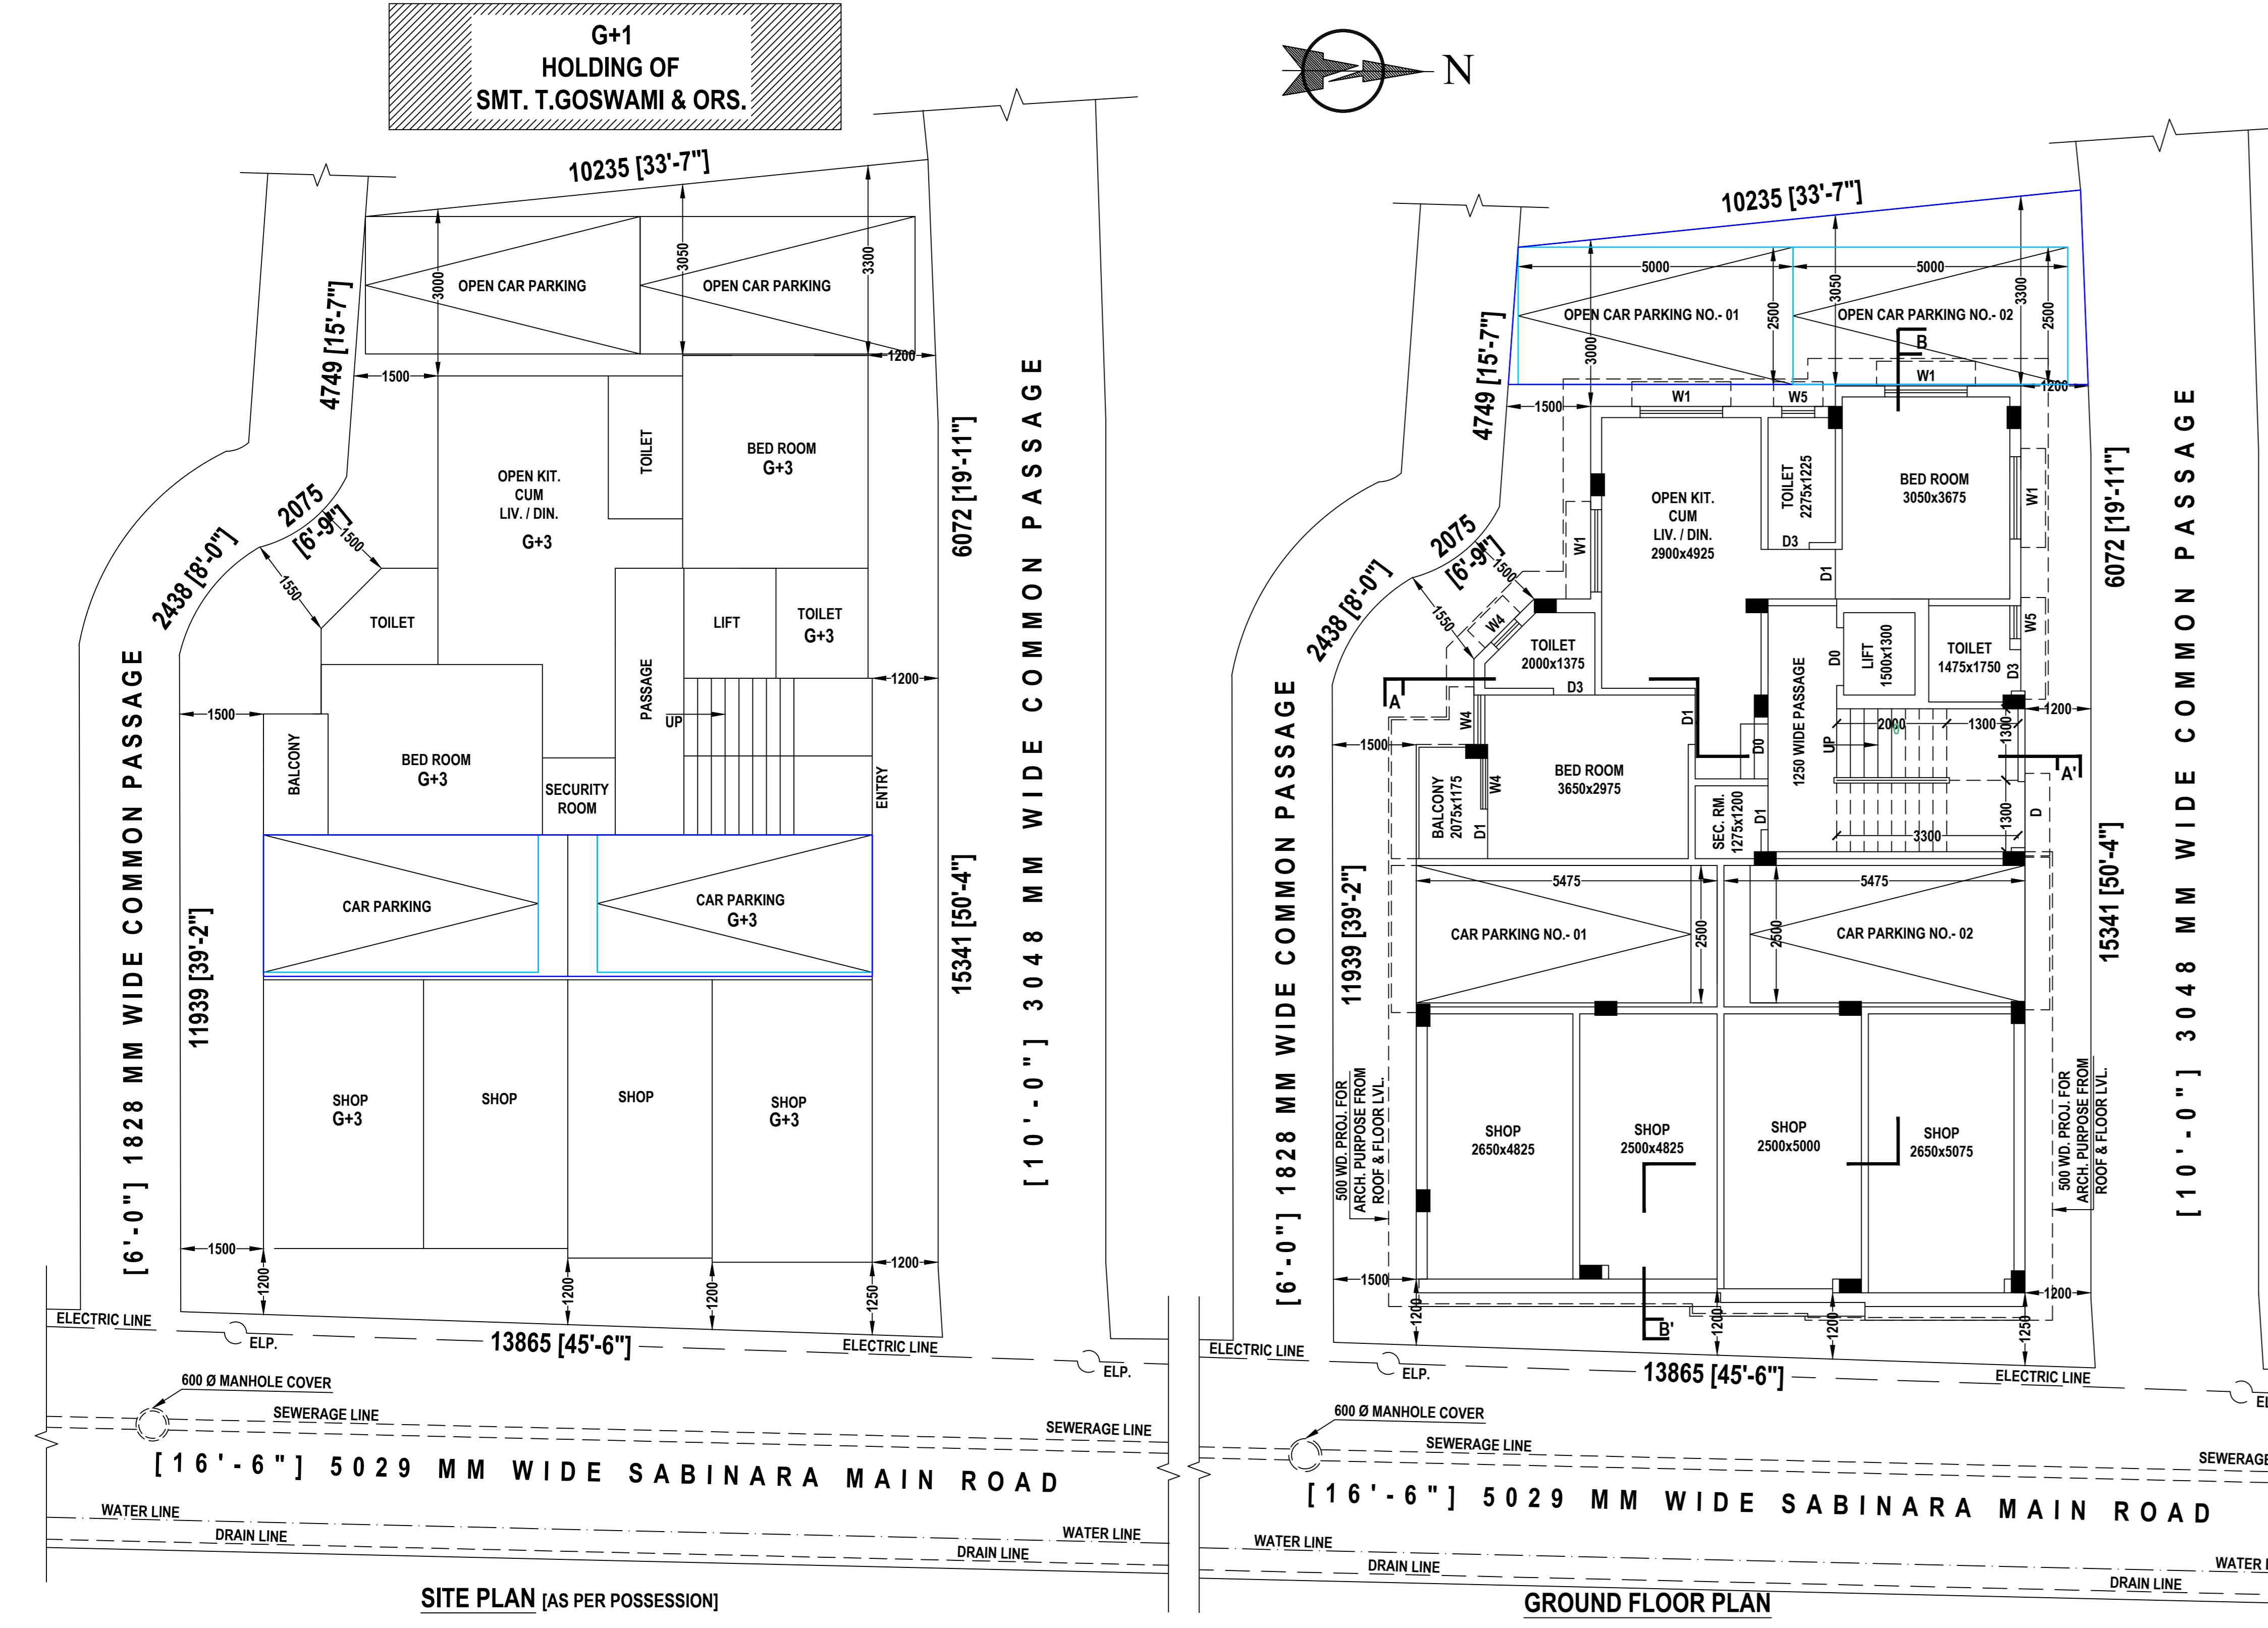 G+1
HOLDING OF
SMT. T.GOSWAMI & ORS.
10235 [33'-7"]
OPEN CAR PARKING
OPEN CAR PARKING
3000
3050
3300
4749 [15'-7"]
1500
1200
TOILET
BED ROOM
G+3
OPEN KIT.
CUM
LIV. / DIN.
G+3
6072 [19'-11"]
2075
[6'-9"]
1500
2438 [8'-0"]
1550
TOILET
LIFT
TOILET
G+3
PASSAGE
UP
1200
1500
BALCONY
BED ROOM
G+3
SECURITY
ROOM
ENTRY
CAR PARKING
CAR PARKING
G+3
11939 [39'-2"]
15341 [50'-4"]
[6'-0"] 1828 MM WIDE COMMON PASSAGE
[10'-0"] 3048 MM WIDE COMMON PASSAGE
SHOP
G+3
SHOP
SHOP
SHOP
G+3
1500
1200
1200
1200
1200
1250
ELECTRIC LINE
ELP.
13865 [45'-6"]
ELECTRIC LINE
ELP.
600 Ø MANHOLE COVER
SEWERAGE LINE
SEWERAGE LINE
[16'-6"] 5029 MM WIDE SABINARA MAIN ROAD
WATER LINE
WATER LINE
DRAIN LINE
DRAIN LINE
SITE PLAN [AS PER POSSESSION]
N
10235 [33'-7"]
5000
5000
OPEN CAR PARKING NO.- 01
OPEN CAR PARKING NO.- 02
3000
2500
3050
3300
2500
B
4749 [15'-7"]
1500
W1
W5
W1
1200
TOILET
2275x1225
BED ROOM
3050x3675
W1
OPEN KIT.
CUM
LIV. / DIN.
2900x4925
W1
D3
D1
6072 [19'-11"]
2075
[6'-9"]
1500
2438 [8'-0"]
1550
W4
TOILET
2000x1375
D3
D0
LIFT
1500x1300
TOILET
1475x1750
W5
D3
A
W4
D1
1250 WIDE PASSAGE
UP
2000
1300
1300
1200
0
1500
BALCONY
2075x1175
W4
D1
BED ROOM
3650x2975
D0
SEC. RM.
1275x1200
D1
3300
1300
D
A'
5475
5475
CAR PARKING NO.- 01
2500
2500
CAR PARKING NO.- 02
11939 [39'-2"]
15341 [50'-4"]
[6'-0"] 1828 MM WIDE COMMON PASSAGE
[10'-0"] 3048 MM WIDE COMMON PASSAGE
500 WD. PROJ. FOR
ARCH. PURPOSE FROM
ROOF & FLOOR LVL.
SHOP
2650x4825
SHOP
2500x4825
SHOP
2500x5000
SHOP
2650x5075
500 WD. PROJ. FOR
ARCH. PURPOSE FROM
ROOF & FLOOR LVL.
1500
1200
1200
1200
1200
1250
B'
ELECTRIC LINE
ELP.
13865 [45'-6"]
ELECTRIC LINE
600 Ø MANHOLE COVER
SEWERAGE LINE
SEWERAGE
[16'-6"] 5029 MM WIDE SABINARA MAIN ROAD
WATER LINE
WATER
DRAIN LINE
DRAIN LINE
GROUND FLOOR PLAN